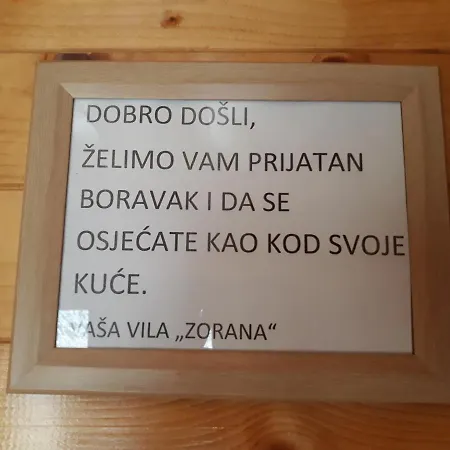 DOBRO DOŠLI,
ŽELIMO VAM PRIJATAN
BORAVAK I DA SE
OSJEĆATE KAO KOD SVOJE
KUĆE.
VAŠA VILA „ZORANA“